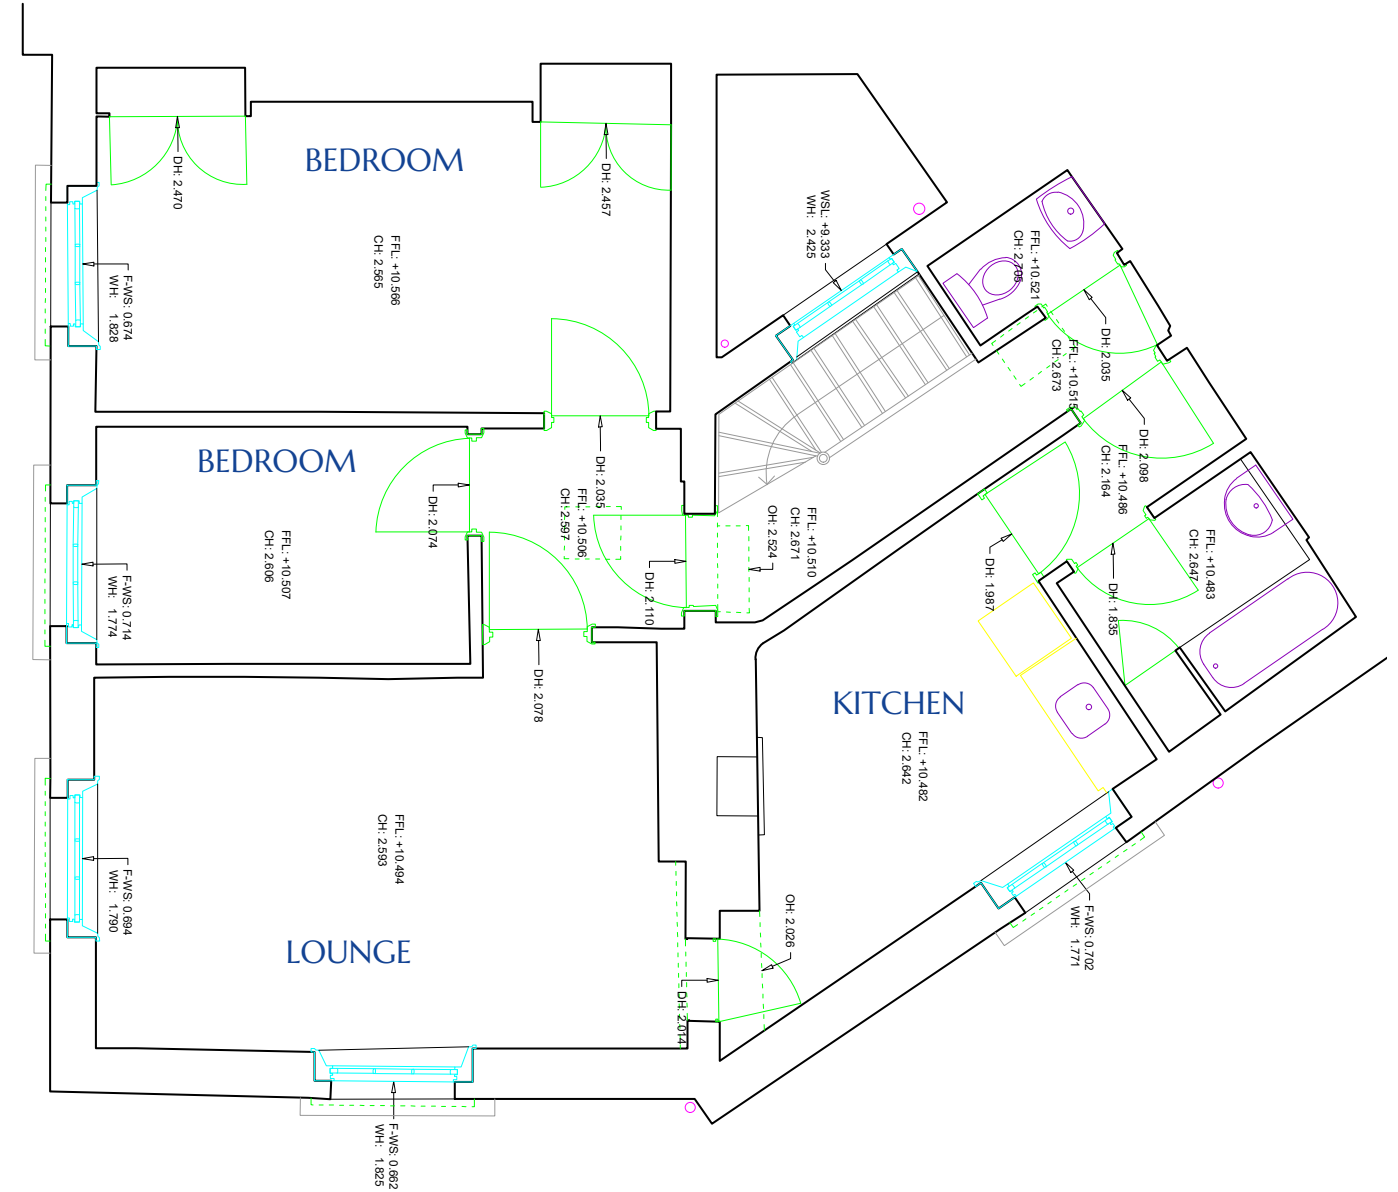 BEDROOM
DH: 2.470
DH: 2.457
FFL: +10.566
CH: 2.565
F-WS: 0.674
WH: 1.828
WSL: +9.333
WH: 2.425
FFL: +10.521
CH: 2.705
DH: 2.035
FFL: +10.515
CH: 2.673
DH: 2.098
FFL: +10.486
CH: 2.164
BEDROOM
DH: 2.035
DH: 2.074
FFL: +10.506
CH: 2.597
FFL: +10.507
CH: 2.606
F-WS: 0.714
WH: 1.774
FFL: +10.510
CH: 2.671
OH: 2.524
DH: 2.110
DH: 1.987
DH: 1.835
FFL: +10.483
CH: 2.647
DH: 2.078
KITCHEN
FFL: +10.482
CH: 2.642
FFL: +10.494
CH: 2.593
F-WS: 0.694
WH: 1.790
LOUNGE
OH: 2.026
DH: 2.014
F-WS: 0.702
WH: 1.771
F-WS: 0.662
WH: 1.825